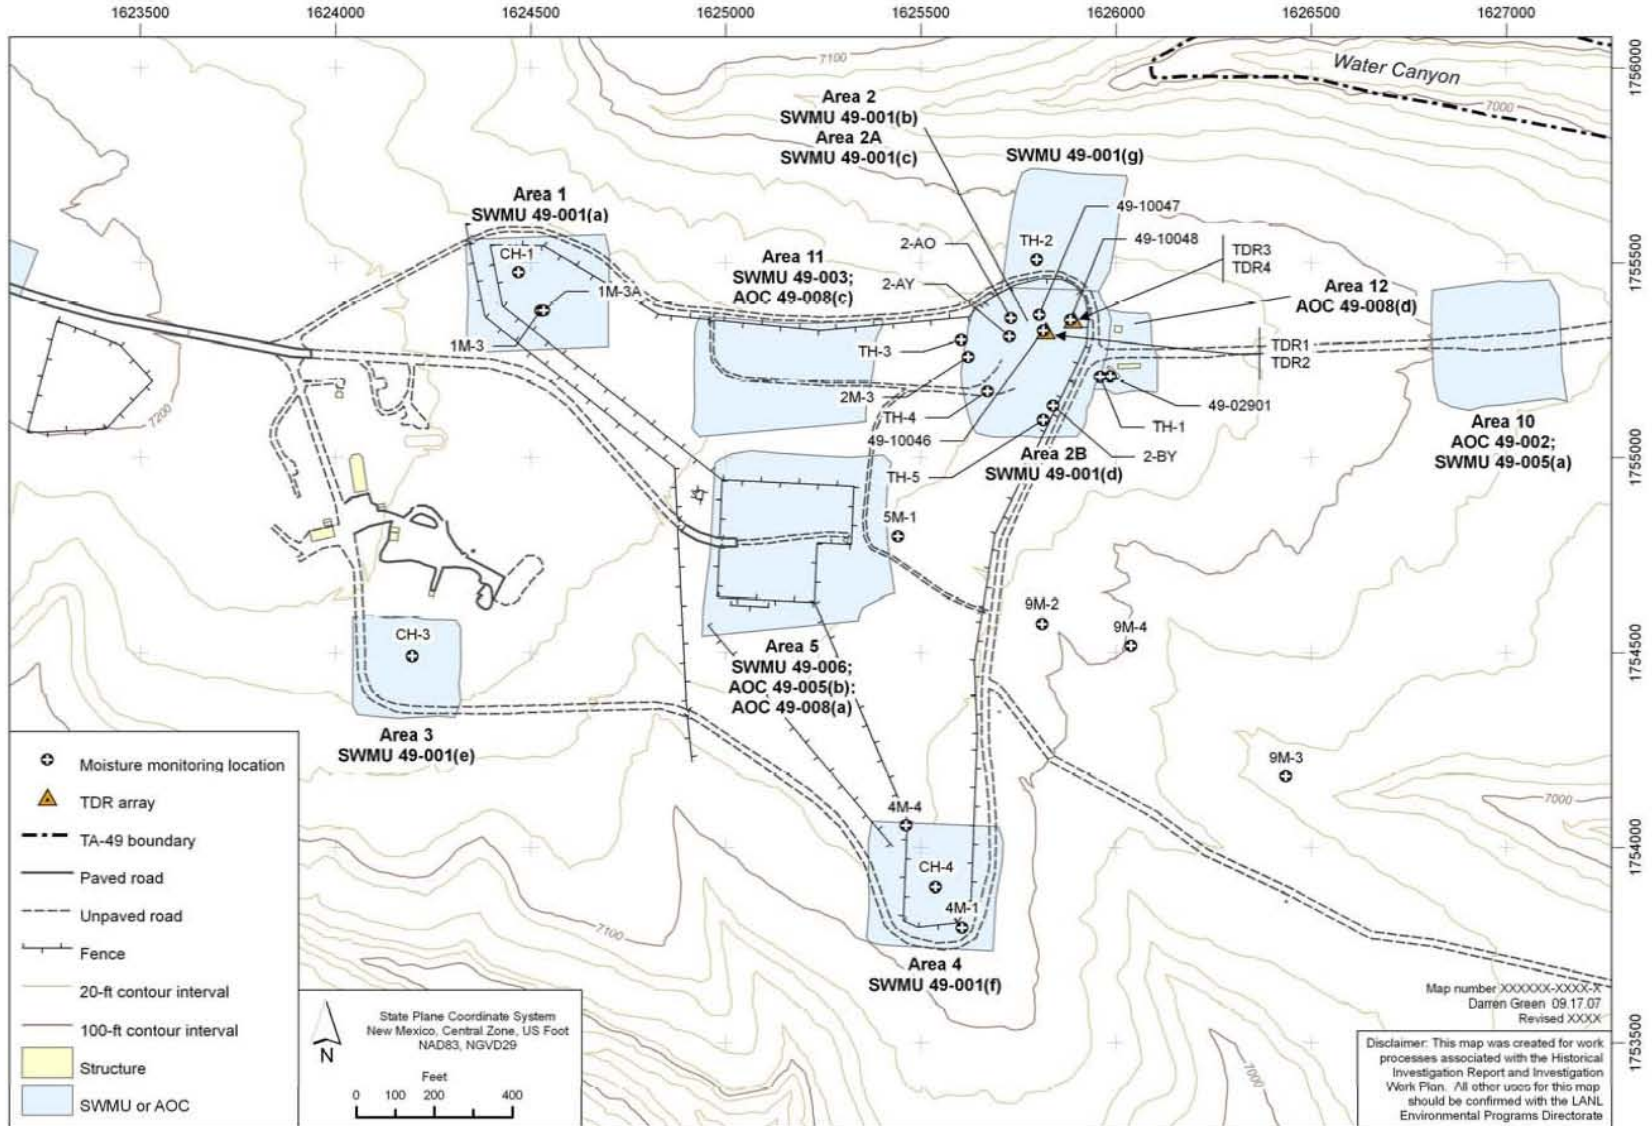 1623500 1624000 1624500 1625000 1625500 1626000 1626500 1627000
1756000
1755500
1755000
1754500
1754000
1753500
7100
Water Canyon
7000
Area 2
SWMU 49-001(b)
Area 2A
SWMU 49-001(c)
SWMU 49-001(g)
Area 1
SWMU 49-001(a)
49-10047
2-AO
TH-2
49-10048
TDR3
TDR4
CH-1
Area 11
SWMU 49-003;
AOC 49-008(c)
2-AY
Area 12
AOC 49-008(d)
1M-3A
1M-3
TH-3
TDR1
TDR2
2M-3
TH-4
49-02901
7200
49-10046
TH-1
Area 10
AOC 49-002;
SWMU 49-005(a)
Area 2B
SWMU 49-001(d)
2-BY
TH-5
5M-1
9M-2
9M-4
CH-3
Area 5
SWMU 49-006;
AOC 49-005(b);
AOC 49-008(a)
Area 3
SWMU 49-001(e)
9M-3
7000
4M-4
CH-4
4M-1
7100
Area 4
SWMU 49-001(f)
7000
Moisture monitoring location
TDR array
TA-49 boundary
Paved road
Unpaved road
Fence
20-ft contour interval
100-ft contour interval
Structure
SWMU or AOC
N
State Plane Coordinate System
New Mexico, Central Zone, US Foot
NAD83, NGVD29
Feet
0 100 200 400
Map number XXXXXX-XXXX-X
Darren Green 09.17.07
Revised XXXX
Disclaimer: This map was created for work
processes associated with the Historical
Investigation Report and Investigation
Work Plan. All other uses for this map
should be confirmed with the LANL
Environmental Programs Directorate